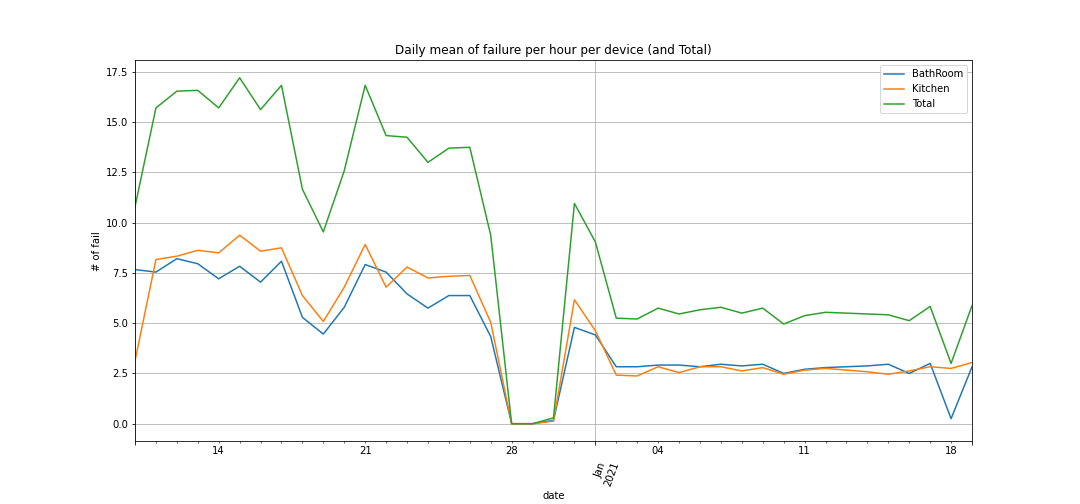 Daily mean of failure per hour per device (and Total)
BathRoom
Kitchen
Total
17.5
15.0
12.5
10.0
7.5
5.0
2.5
0.0
# of fail
14
21
28
Jan
2021
04
11
18
date